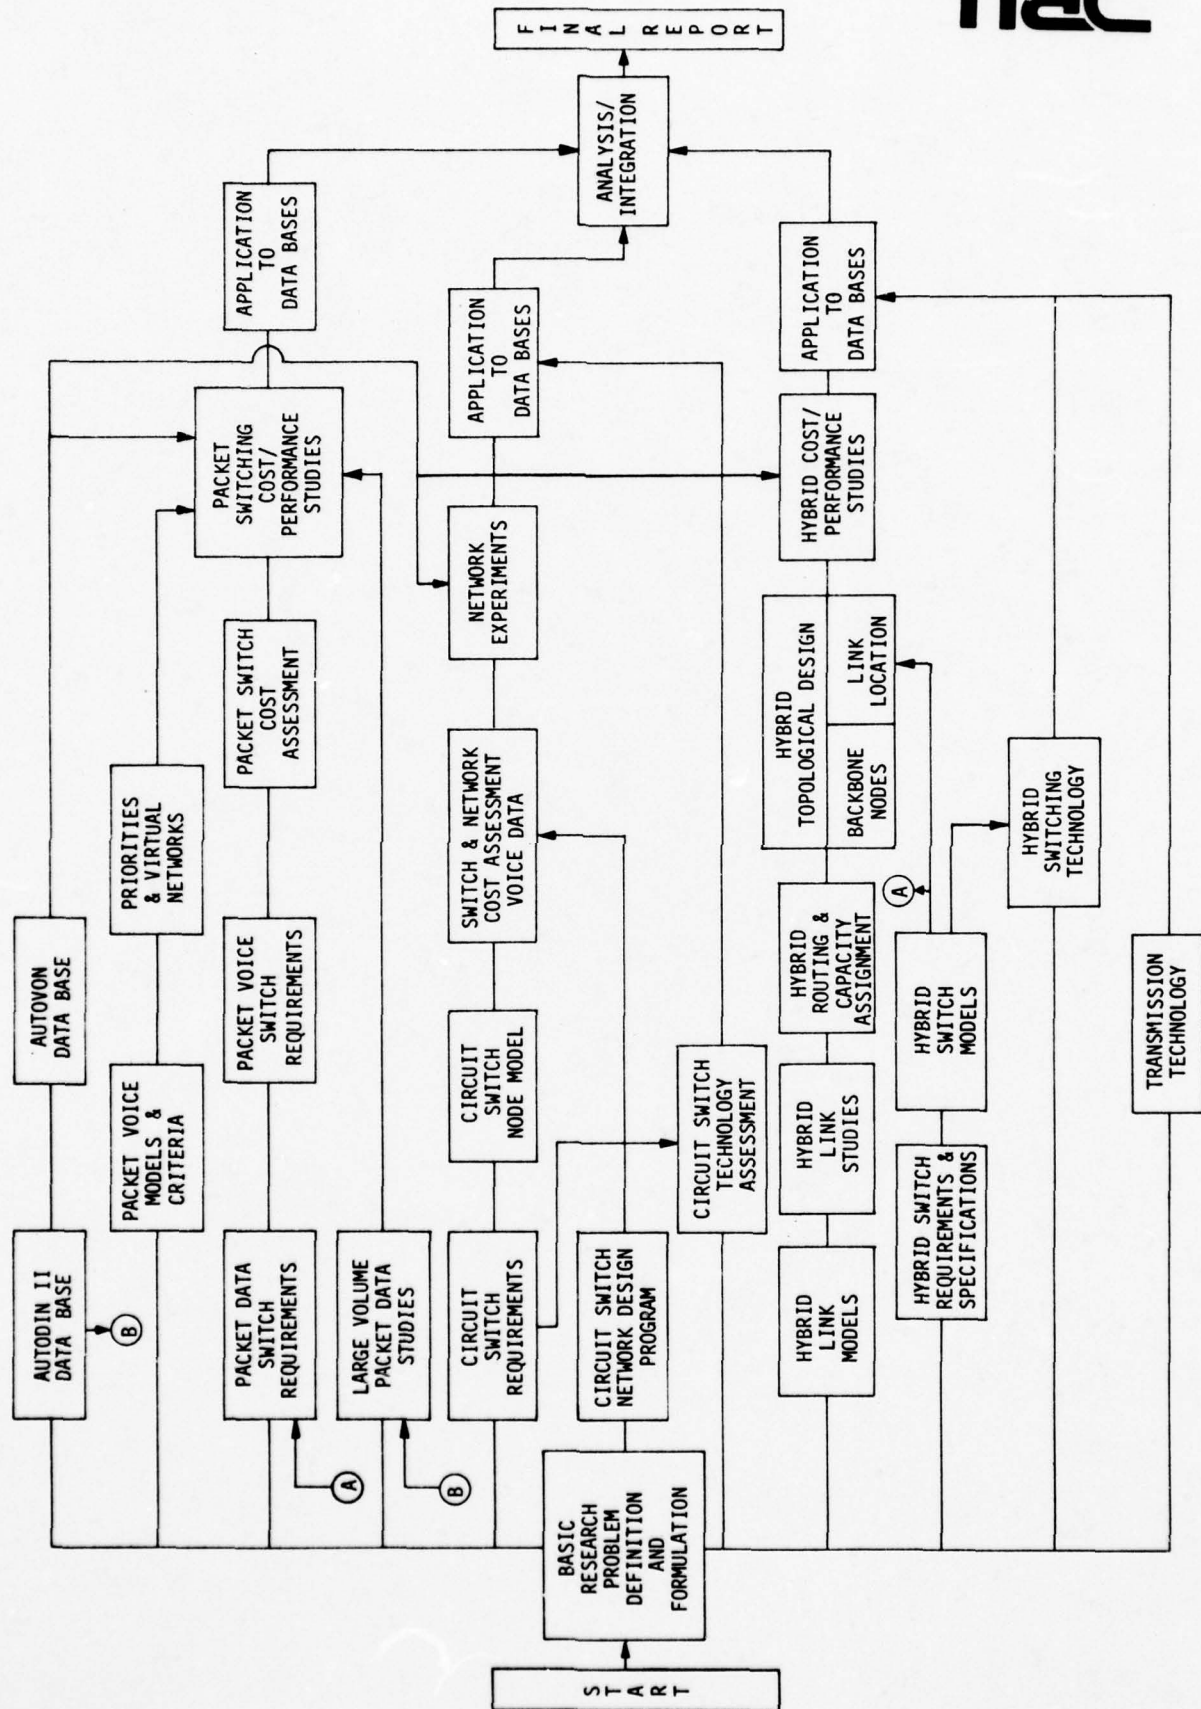 nac
START
BASIC
RESEARCH
PROBLEM
DEFINITION
AND
FORMULATION
AUTODIN II
DATA BASE
B
AUTOVON
DATA BASE
PACKET VOICE
MODELS &
CRITERIA
PRIORITIES
& VIRTUAL
NETWORKS
PACKET DATA
SWITCH
REQUIREMENTS
A
PACKET VOICE
SWITCH
REQUIREMENTS
PACKET SWITCH
COST
ASSESSMENT
PACKET
SWITCHING
COST/
PERFORMANCE
STUDIES
APPLICATION
TO
DATA BASES
LARGE VOLUME
PACKET DATA
STUDIES
B
CIRCUIT
SWITCH
REQUIREMENTS
CIRCUIT
SWITCH
NODE MODEL
SWITCH & NETWORK
COST ASSESSMENT
VOICE DATA
NETWORK
EXPERIMENTS
APPLICATION
TO
DATA BASES
CIRCUIT SWITCH
NETWORK DESIGN
PROGRAM
ANALYSIS/
INTEGRATION
FINAL REPORT
CIRCUIT SWITCH
TECHNOLOGY
ASSESSMENT
HYBRID
LINK
MODELS
HYBRID
LINK
STUDIES
HYBRID
ROUTING &
CAPACITY
ASSIGNMENT
HYBRID
TOPOLOGICAL DESIGN
BACKBONE
NODES
LINK
LOCATION
HYBRID COST/
PERFORMANCE
STUDIES
APPLICATION
TO
DATA BASES
HYBRID SWITCH
REQUIREMENTS &
SPECIFICATIONS
HYBRID
SWITCH
MODELS
A
HYBRID
SWITCHING
TECHNOLOGY
TRANSMISSION
TECHNOLOGY